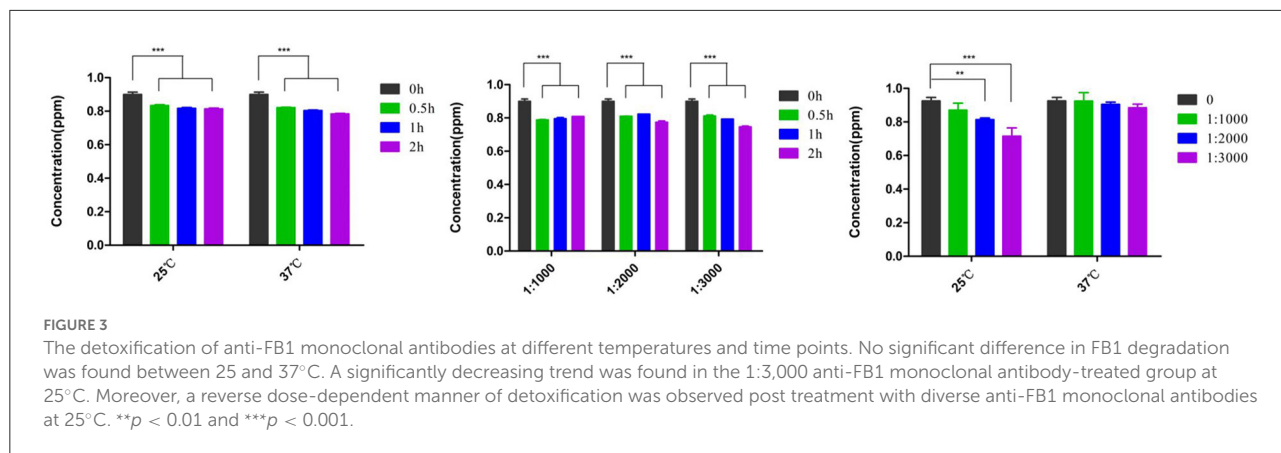 ***
***
1.0
0.8
0.6
0.4
0.2
0.0
Concentration(ppm)
25℃
37℃
0h
0.5h
1h
2h
***
***
***
1.0
0.8
0.6
0.4
0.2
0.0
Concentration(ppm)
1:1000
1:2000
1:3000
0h
0.5h
1h
2h
***
**
1.0
0.8
0.6
0.4
0.2
0.0
Concentration(ppm)
25℃
37℃
0
1:1000
1:2000
1:3000
FIGURE 3
The detoxification of anti-FB1 monoclonal antibodies at different temperatures and time points. No significant difference in FB1 degradation
was found between 25 and 37°C. A significantly decreasing trend was found in the 1:3,000 anti-FB1 monoclonal antibody-treated group at
25°C. Moreover, a reverse dose-dependent manner of detoxification was observed post treatment with diverse anti-FB1 monoclonal antibodies
at 25°C. **p < 0.01 and ***p < 0.001.